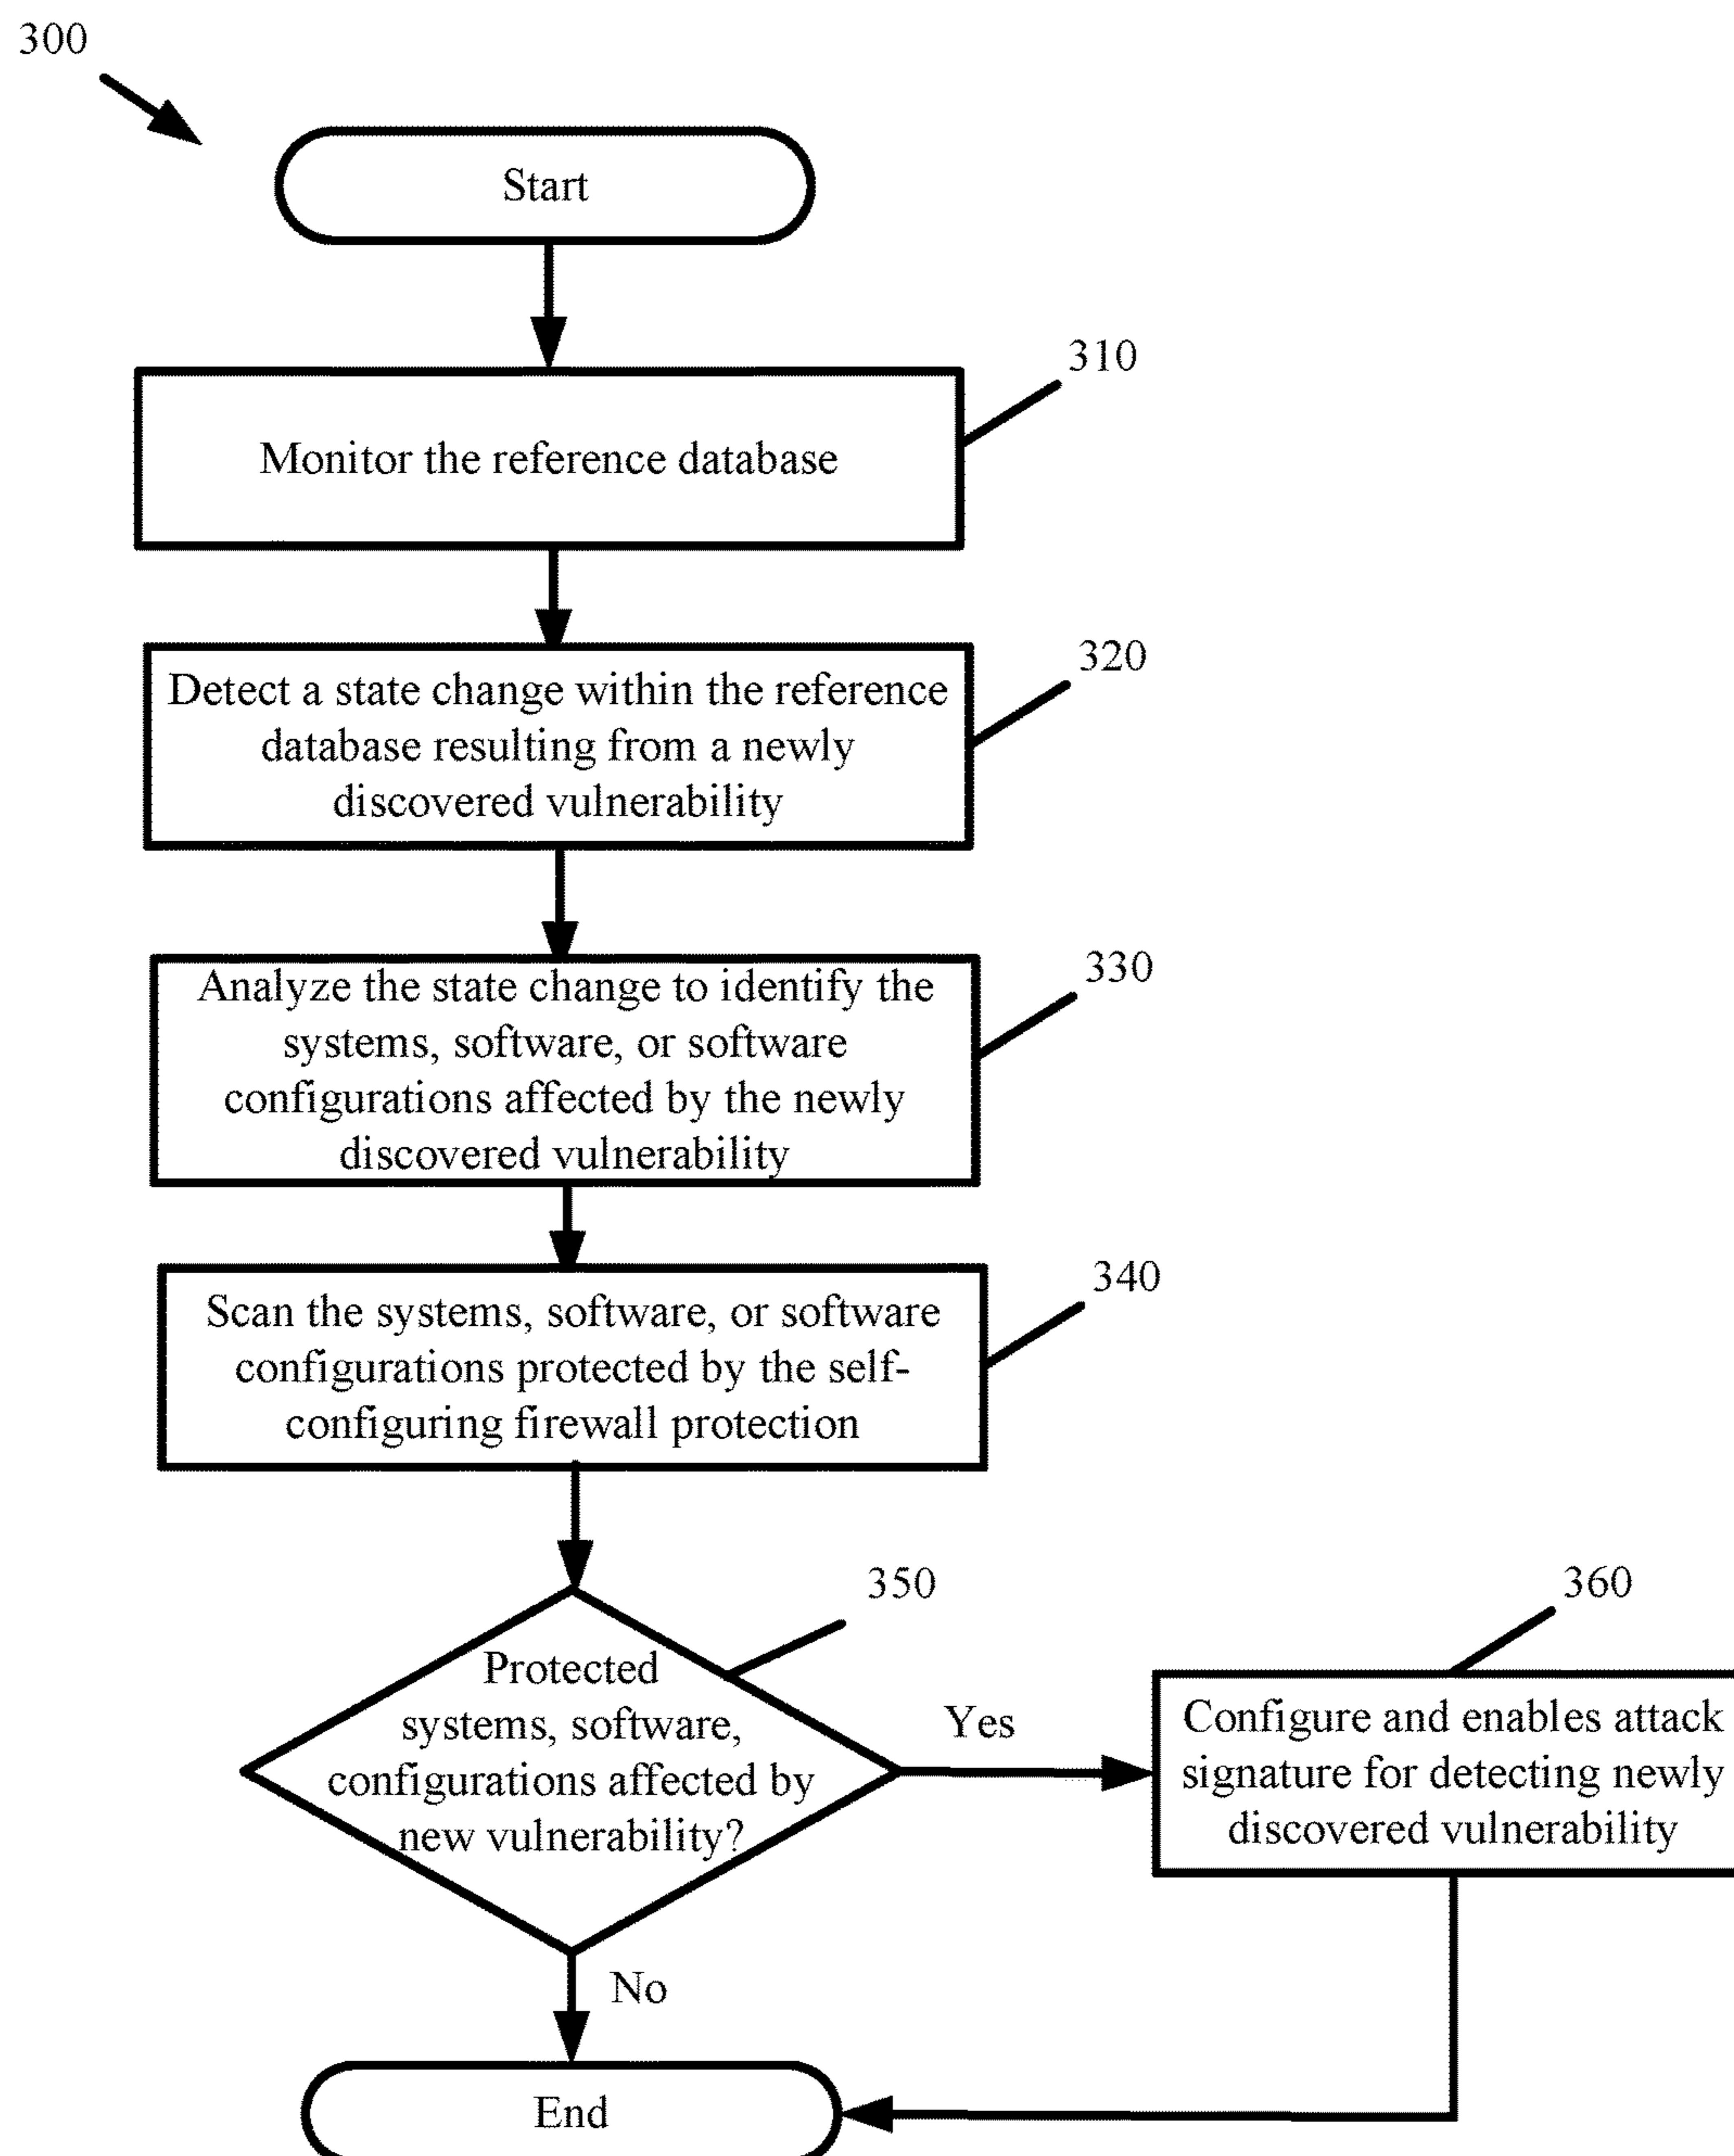 300
Start
310
Monitor the reference database
320
Detect a state change within the reference
database resulting from a newly
discovered vulnerability
330
Analyze the state change to identify the
systems, software, or software
configurations affected by the newly
discovered vulnerability
340
Scan the systems, software, or software
configurations protected by the self-
configuring firewall protection
350
Protected
systems, software,
configurations affected by
new vulnerability?
Yes
360
Configure and enables attack
signature for detecting newly
discovered vulnerability
No
End